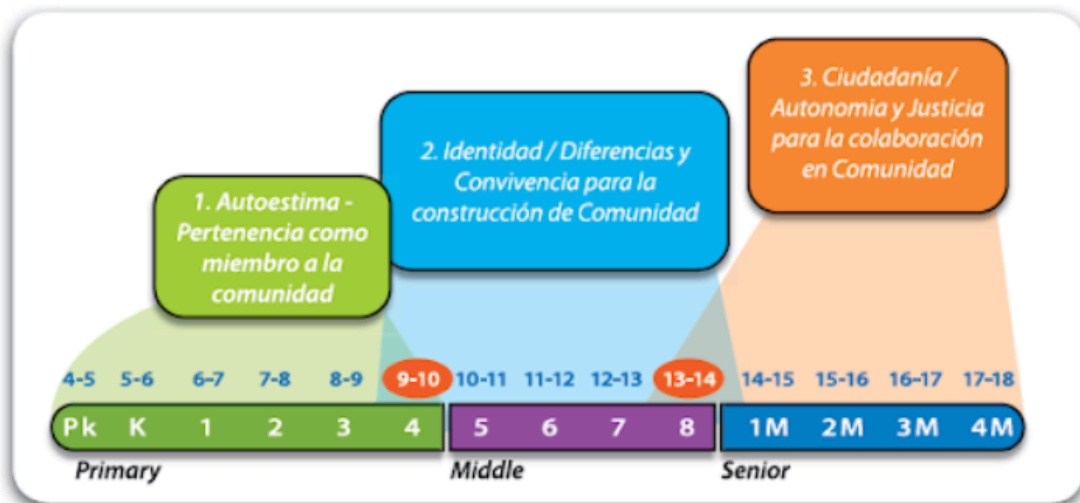 1. Autoestima -
Pertenencia como
miembro a la
comunidad
2. Identidad / Diferencias y
Convivencia para la
construcción de Comunidad
3. Ciudadanía /
Autonomia y Justicia
para la colaboración
en Comunidad
4-5 5-6 6-7 7-8 8-9 9-10 10-11 11-12 12-13 13-14 14-15 15-16 16-17 17-18
Pk K 1 2 3 4 5 6 7 8 1M 2M 3M 4M
Primary Middle Senior